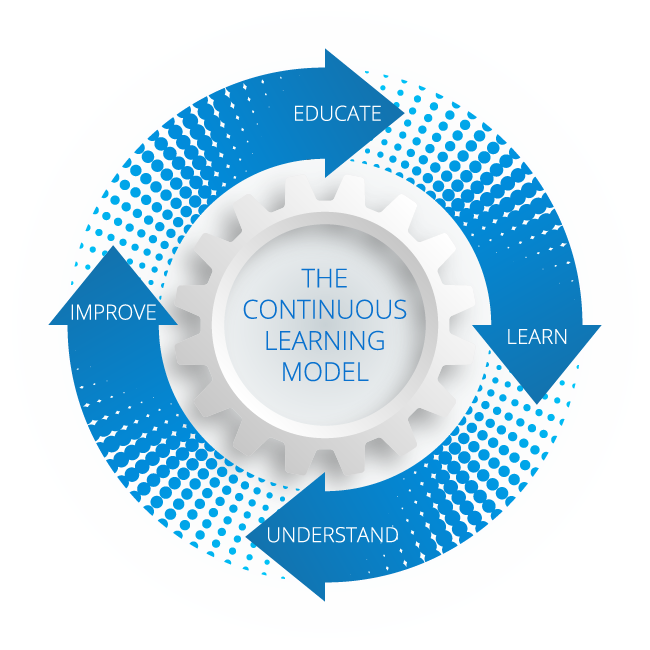 EDUCATE
THE
CONTINUOUS
LEARNING
MODEL
IMPROVE
LEARN
UNDERSTAND